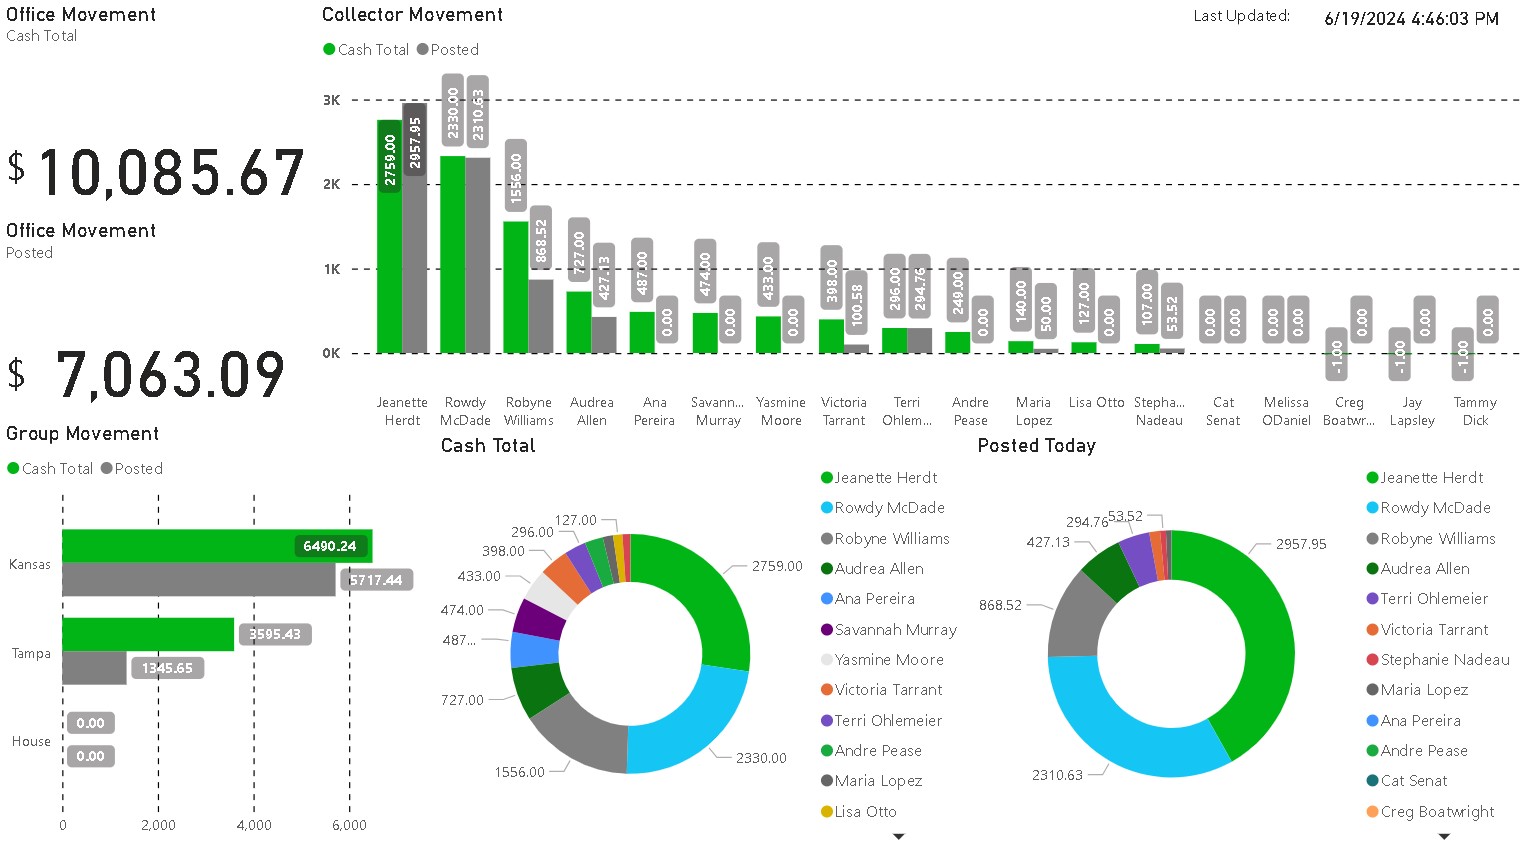 Office Movement
Cash Total
$ 10,085.67
Office Movement
Posted
$ 7,063.09
Collector Movement
Cash Total Posted
Last Updated: 6/19/2024 4:46:03 PM
3K
2K
1K
0K
2759.00 2957.95
2330.00 2310.63
1556.00 868.52
727.00 427.13
487.00 0.00
474.00 0.00
433.00 0.00
398.00 100.58
296.00 294.76
249.00 0.00
140.00 50.00
127.00 0.00
107.00 53.52
0.00 0.00
0.00 0.00
-1.00 0.00
-1.00 0.00
-1.00 0.00
Jeanette Herdt
Rowdy McDade
Robyne Williams
Audrea Allen
Ana Pereira
Savann... Murray
Yasmine Moore
Victoria Tarrant
Terri Ohlem...
Andre Pease
Maria Lopez
Lisa Otto
Stepha... Nadeau
Cat Senat
Melissa ODaniel
Creg Boatwr...
Jay Lapsley
Tammy Dick
Group Movement
Cash Total Posted
Kansas
6490.24
5717.44
Tampa
3595.43
1345.65
House
0.00
0.00
0 2,000 4,000 6,000
Cash Total
2759.00
2330.00
1556.00
727.00
487...
474.00
433.00
398.00
296.00
127.00
Jeanette Herdt
Rowdy McDade
Robyne Williams
Audrea Allen
Ana Pereira
Savannah Murray
Yasmine Moore
Victoria Tarrant
Terri Ohlemeier
Andre Pease
Maria Lopez
Lisa Otto
Posted Today
2957.95
2310.63
868.52
427.13
294.76
53.52
Jeanette Herdt
Rowdy McDade
Robyne Williams
Audrea Allen
Terri Ohlemeier
Victoria Tarrant
Stephanie Nadeau
Maria Lopez
Ana Pereira
Andre Pease
Cat Senat
Creg Boatwright